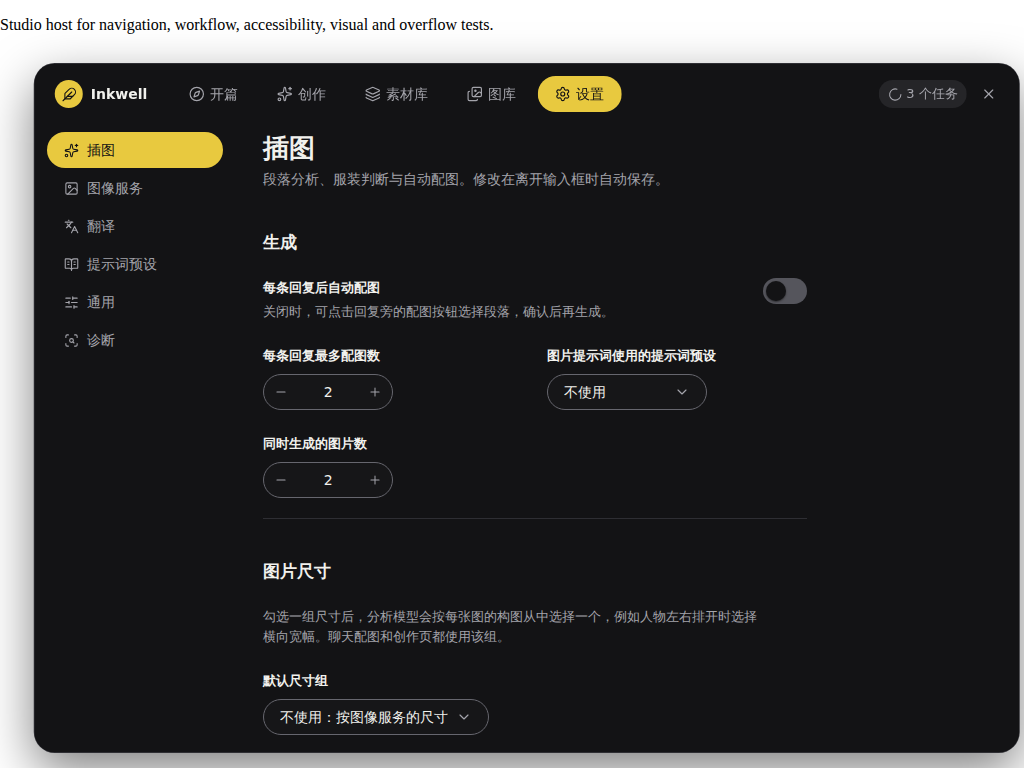 Studio host for navigation, workflow, accessibility, visual and overflow tests.
Inkwell
开篇
创作
素材库
图库
设置
3 个任务
插图
图像服务
翻译
提示词预设
通用
诊断
插图
段落分析、服装判断与自动配图。修改在离开输入框时自动保存。
生成
每条回复后自动配图
关闭时，可点击回复旁的配图按钮选择段落，确认后再生成。
每条回复最多配图数
2
图片提示词使用的提示词预设
不使用
同时生成的图片数
2
图片尺寸
勾选一组尺寸后，分析模型会按每张图的构图从中选择一个，例如人物左右排开时选择
横向宽幅。聊天配图和创作页都使用该组。
默认尺寸组
不使用：按图像服务的尺寸